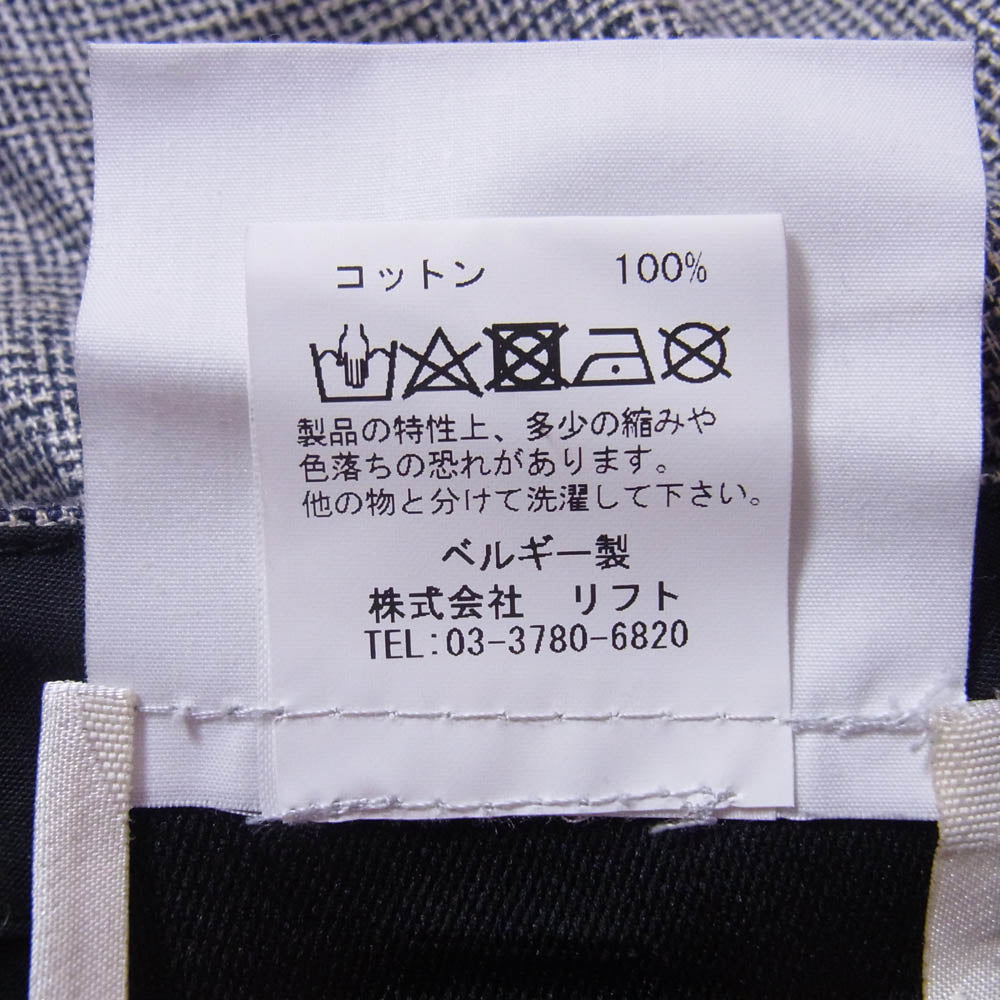 コットン 100%
製品の特性上、多少の縮みや
色落ちの恐れがあります。
他の物と分けて洗濯して下さい。
ベルギー製
株式会社 リフト
TEL:03-3780-6820